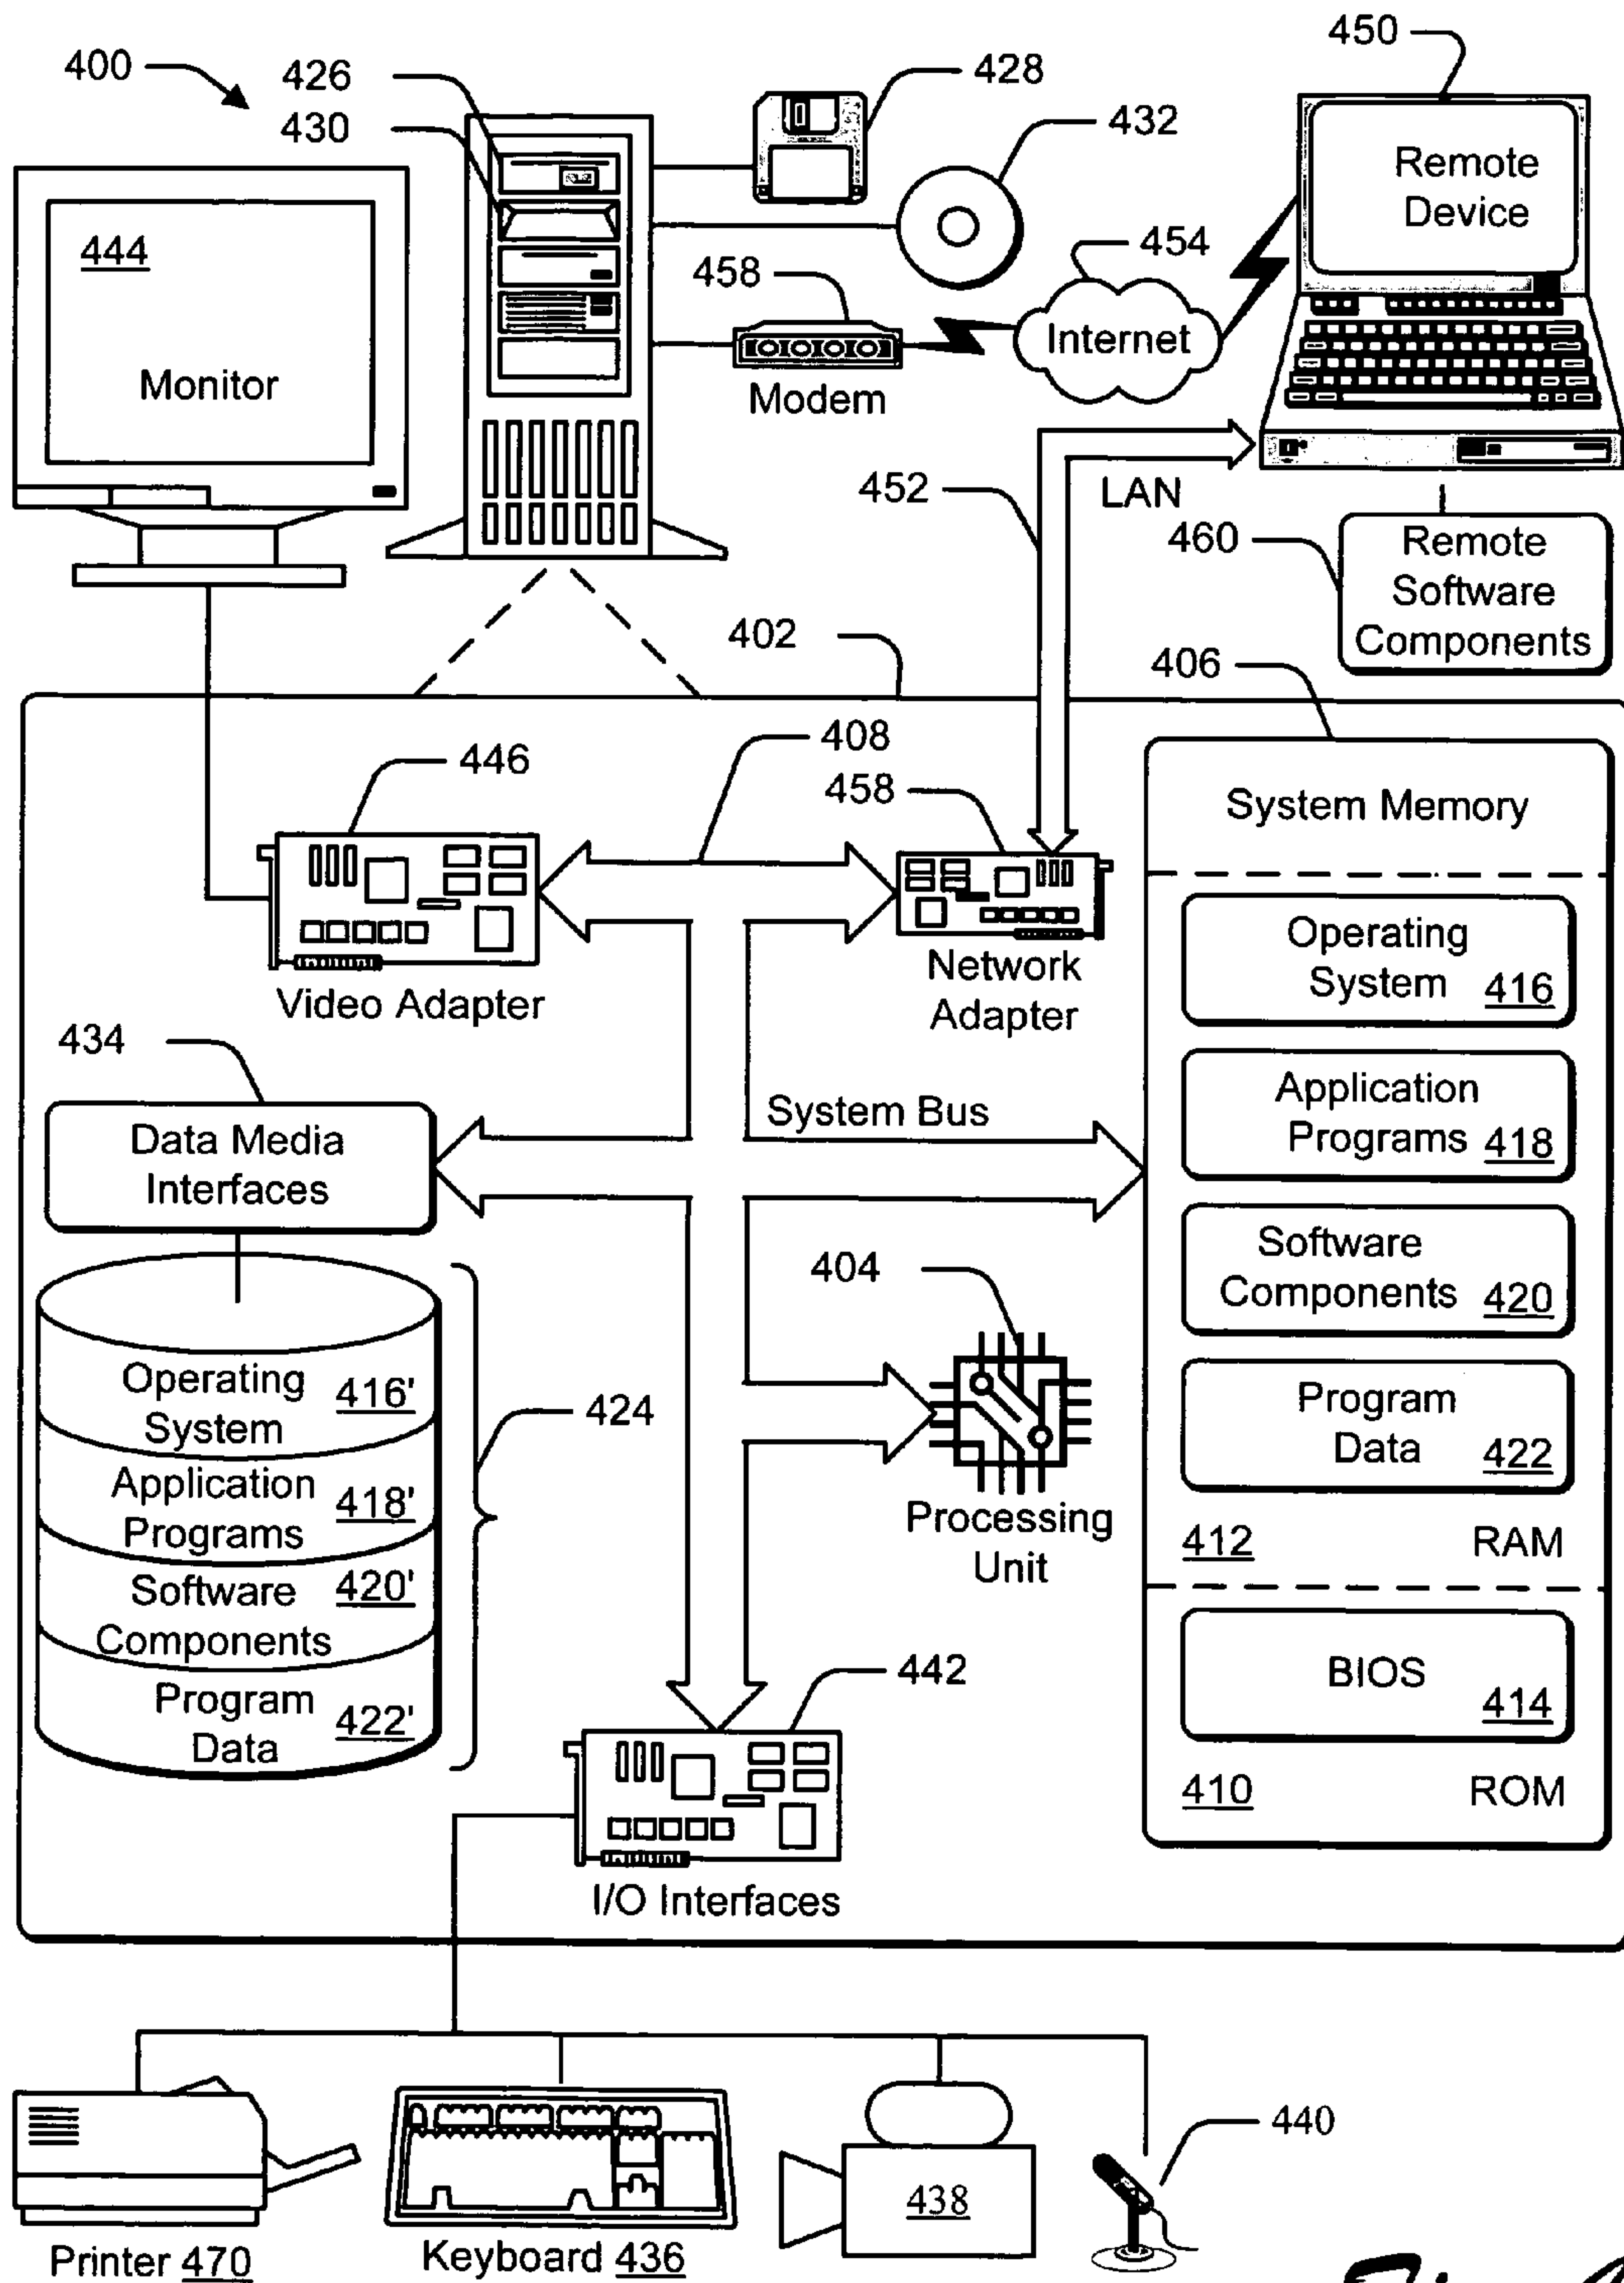 400
426
430
428
432
450
Remote
Device
444
Monitor
458
Modem
454
Internet
452
LAN
460
Remote
Software
Components
402
406
408
446
458
Video Adapter
Network
Adapter
System Memory
Operating
System 416
Application
Programs 418
Software
Components 420
Program
Data 422
412 RAM
BIOS
414
410 ROM
434
Data Media
Interfaces
System Bus
404
Processing
Unit
Operating
System 416'
Application
Programs 418'
Software
Components 420'
Program
Data 422'
424
442
I/O Interfaces
Printer 470
Keyboard 436
438
440